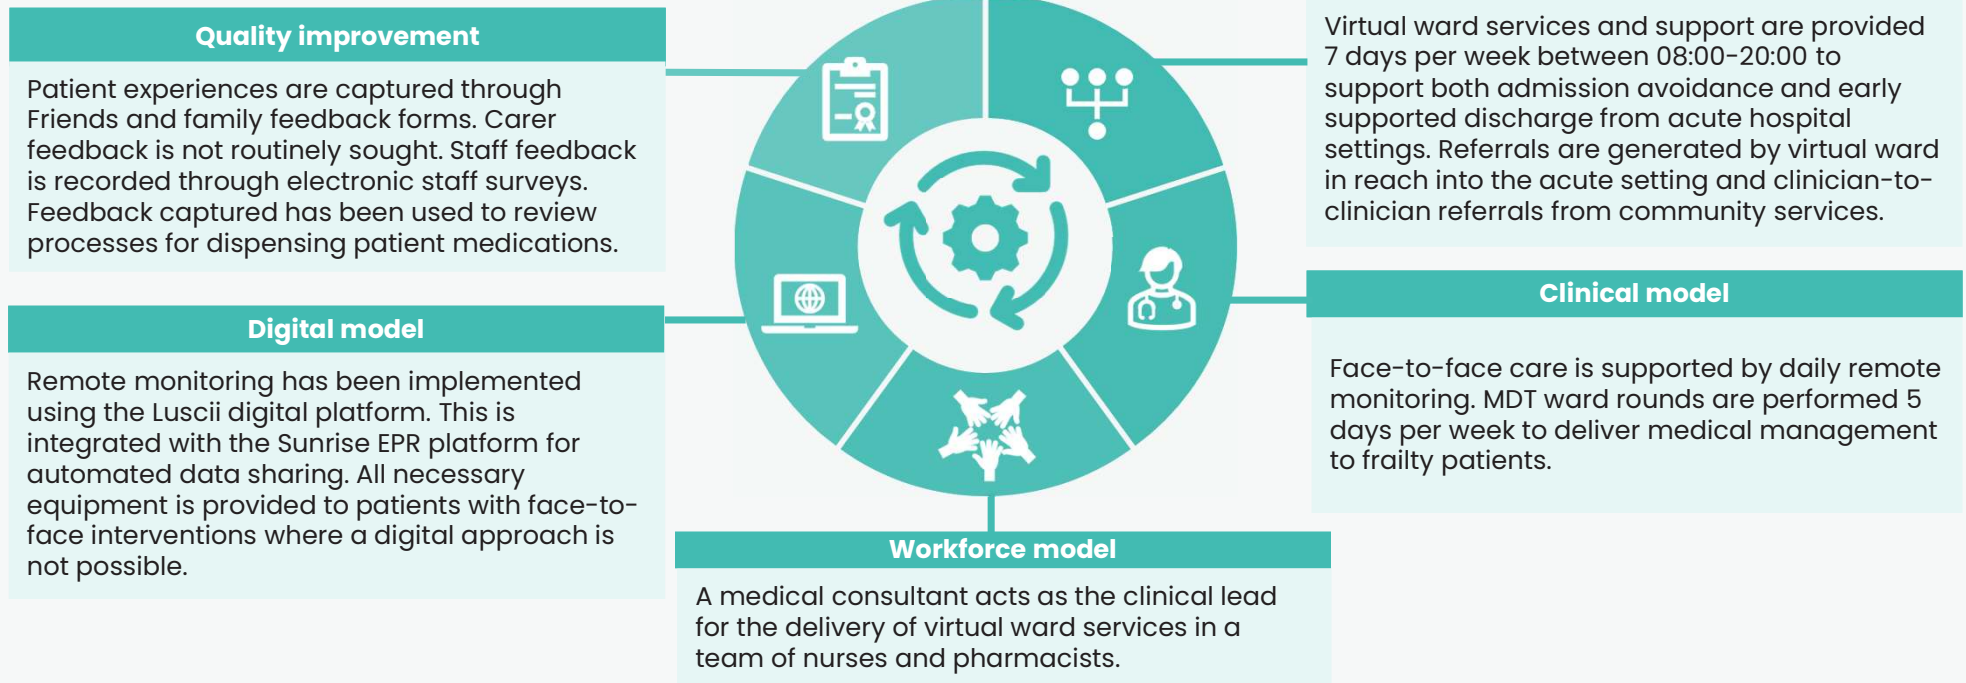 Quality improvement
Patient experiences are captured through
Friends and family feedback forms. Carer
feedback is not routinely sought. Staff feedback
is recorded through electronic staff surveys.
Feedback captured has been used to review
processes for dispensing patient medications.
Digital model
Remote monitoring has been implemented
using the Luscii digital platform. This is
integrated with the Sunrise EPR platform for
automated data sharing. All necessary
equipment is provided to patients with face-to-
face interventions where a digital approach is
not possible.
Workforce model
A medical consultant acts as the clinical lead
for the delivery of virtual ward services in a
team of nurses and pharmacists.
Virtual ward services and support are provided
7 days per week between 08:00-20:00 to
support both admission avoidance and early
supported discharge from acute hospital
settings. Referrals are generated by virtual ward
in reach into the acute setting and clinician-to-
clinician referrals from community services.
Clinical model
Face-to-face care is supported by daily remote
monitoring. MDT ward rounds are performed 5
days per week to deliver medical management
to frailty patients.